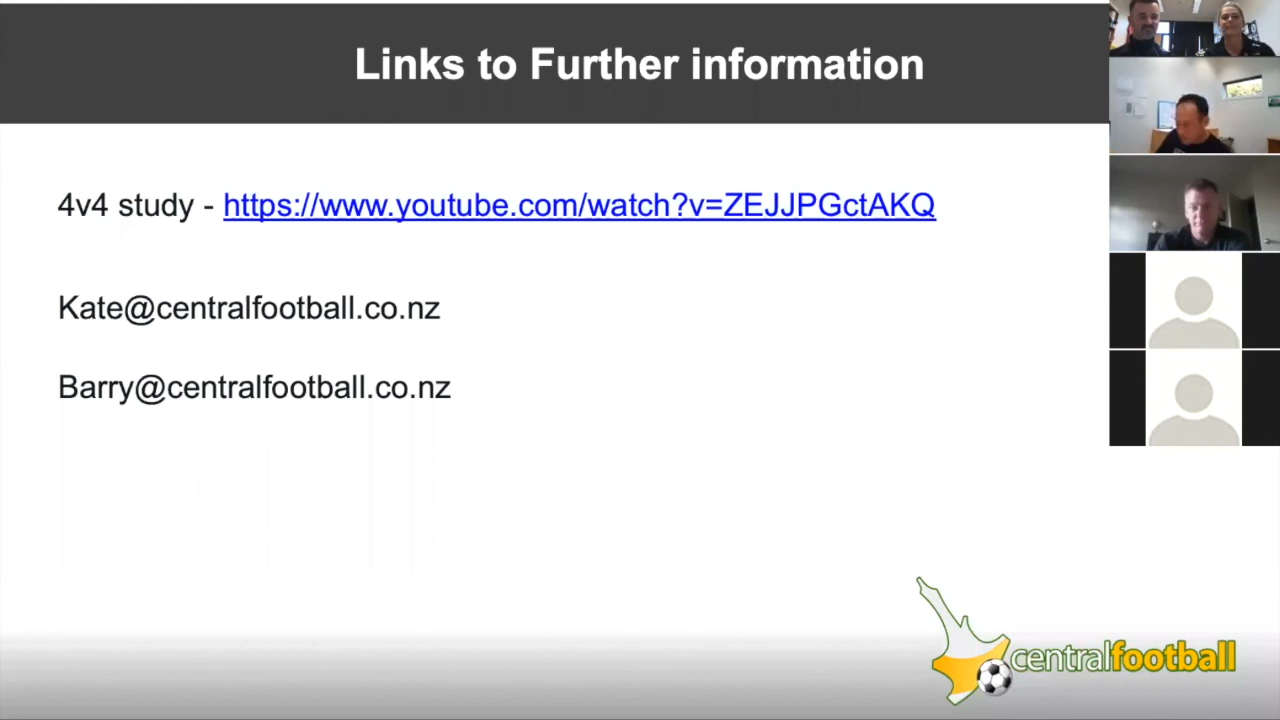 Links to Further information
4v4 study - https://www.youtube.com/watch?v=ZEJJPGctAKQ
Kate@centralfootball.co.nz
Barry@centralfootball.co.nz
centralfootball